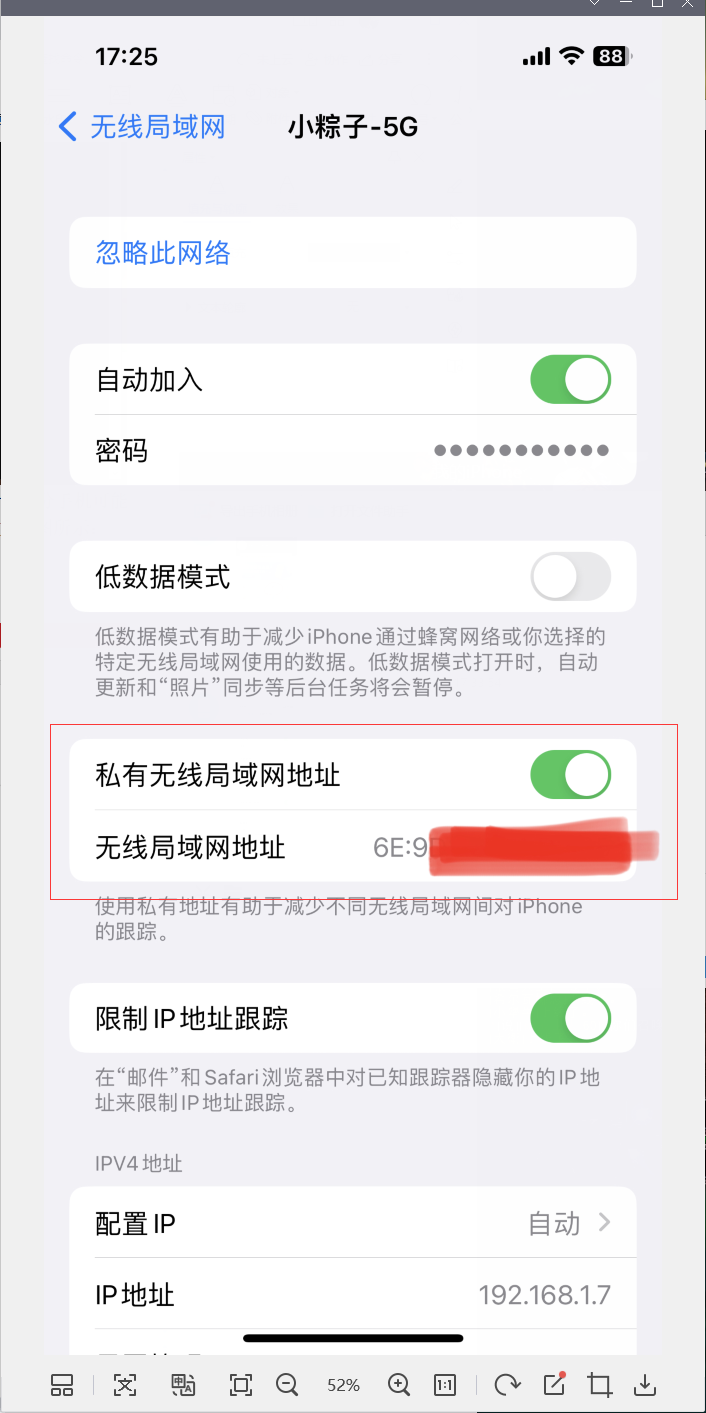 17:25
88
无线局域网
小粽子-5G
忽略此网络
自动加入
密码 ●●●●●●●●●●●
低数据模式
低数据模式有助于减少iPhone通过蜂窝网络或你选择的
特定无线局域网使用的数据。低数据模式打开时，自动
更新和“照片”同步等后台任务将会暂停。
私有无线局域网地址
无线局域网地址 6E:9
使用私有地址有助于减少不同无线局域网间对iPhone
的跟踪。
限制IP地址跟踪
在“邮件”和Safari浏览器中对已知跟踪器隐藏你的IP地
址来限制IP地址跟踪。
IPV4地址
配置IP 自动
IP地址 192.168.1.7
52%
1:1